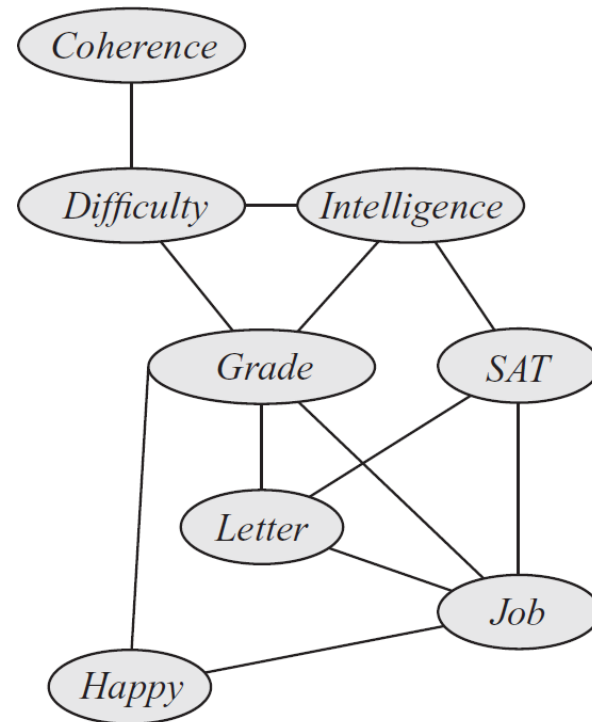 Coherence
Difficulty
Intelligence
Grade
SAT
Letter
Job
Happy